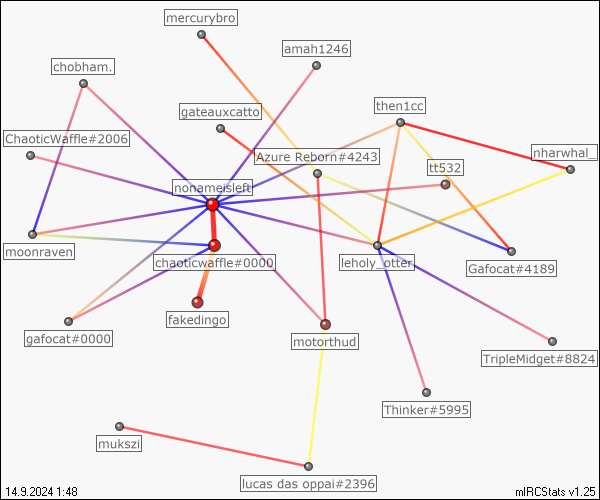 mercurybro
amah1246
chobham.
then1cc
gateauxcatto
ChaoticWaffle#2006
nharwhal_
Azure Reborn#4243
tt532
nonameisleft
moonraven
chaoticwaffle#0000
leholy_otter
Gafocat#4189
fakedingo
gafocat#0000
motorthud
TripleMidget#8824
Thinker#5995
mukszi
lucas das oppai#2396
14.9.2024 1:48
mIRCStats v1.25